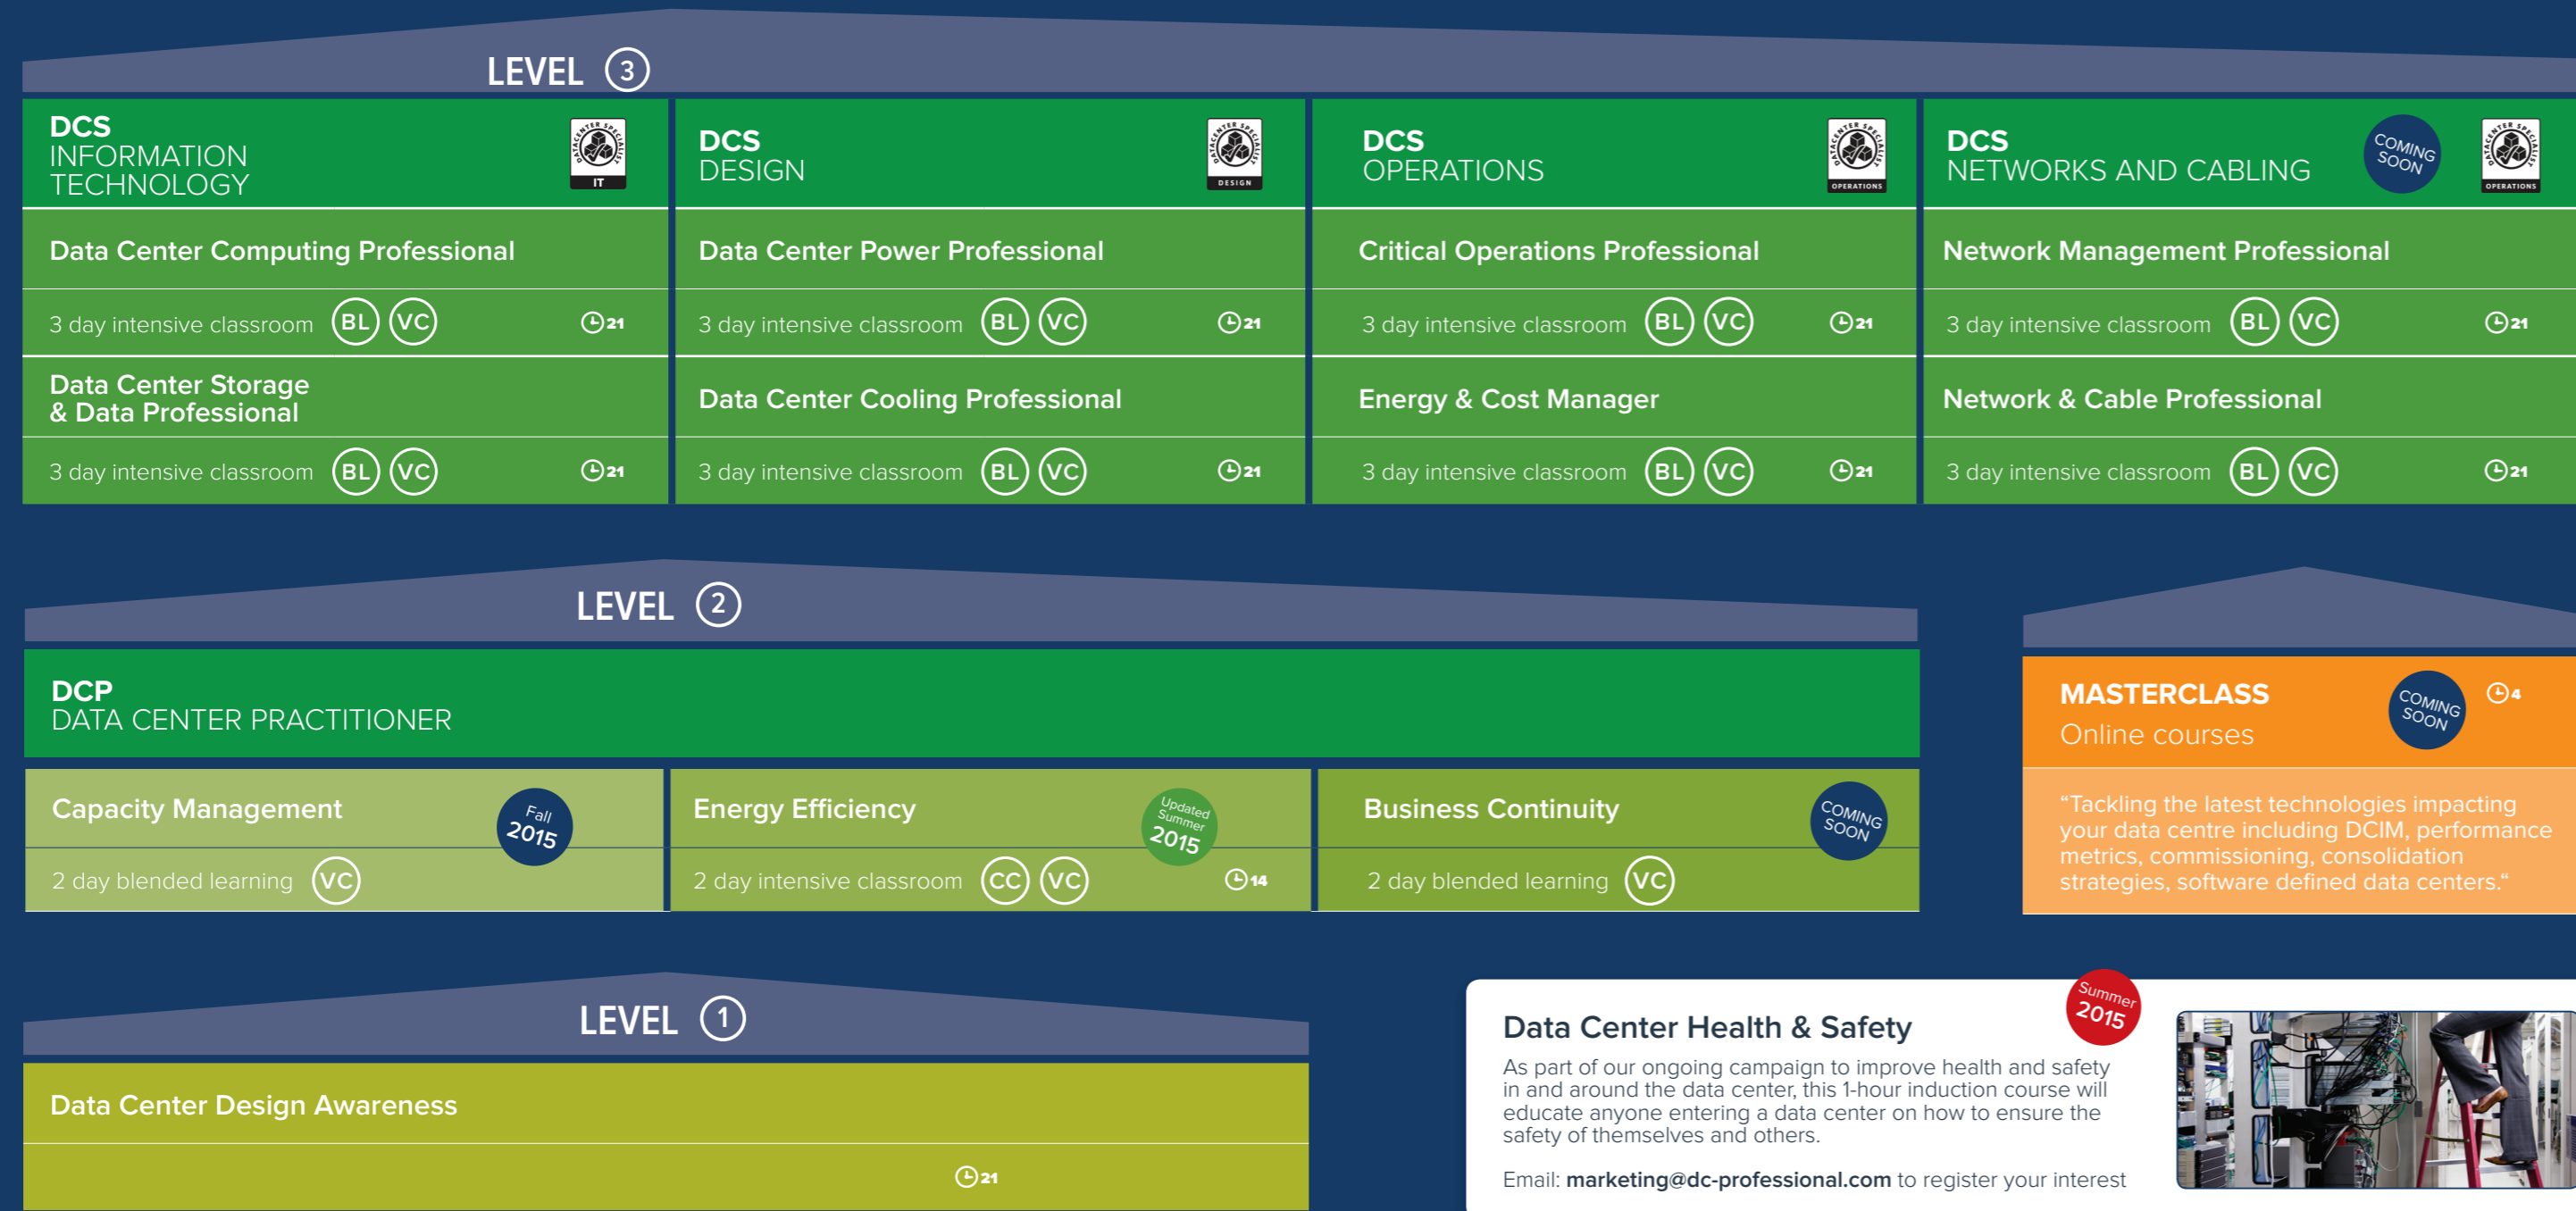 LEVEL 3
DCS
INFORMATION
TECHNOLOGY
DATACENTER SPECIALIST
IT
Data Center Computing Professional
3 day intensive classroom BL VC 21
Data Center Storage
& Data Professional
3 day intensive classroom BL VC 21
DCS
DESIGN
DATACENTER SPECIALIST
DESIGN
Data Center Power Professional
3 day intensive classroom BL VC 21
Data Center Cooling Professional
3 day intensive classroom BL VC 21
DCS
OPERATIONS
DATACENTER SPECIALIST
OPERATIONS
Critical Operations Professional
3 day intensive classroom BL VC 21
Energy & Cost Manager
3 day intensive classroom BL VC 21
DCS
NETWORKS AND CABLING
COMING
SOON
DATACENTER SPECIALIST
OPERATIONS
Network Management Professional
3 day intensive classroom BL VC 21
Network & Cable Professional
3 day intensive classroom BL VC 21
LEVEL 2
DCP
DATA CENTER PRACTITIONER
Capacity Management
Fall
2015
2 day blended learning VC
Energy Efficiency
Updated
Summer
2015
2 day intensive classroom CC VC 14
Business Continuity
COMING
SOON
2 day blended learning VC
MASTERCLASS
Online courses
COMING
SOON
4
“Tackling the latest technologies impacting
your data centre including DCIM, performance
metrics, commissioning, consolidation
strategies, software defined data centers.“
LEVEL 1
Data Center Design Awareness
21
Data Center Health & Safety
Summer
2015
As part of our ongoing campaign to improve health and safety
in and around the data center, this 1-hour induction course will
educate anyone entering a data center on how to ensure the
safety of themselves and others.
Email: marketing@dc-professional.com to register your interest